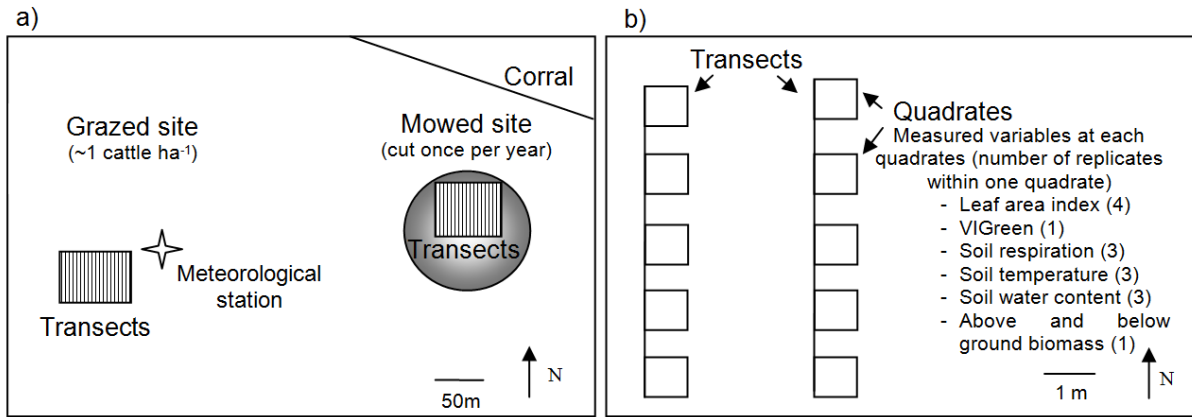 a)
Corral
Grazed site
(~1 cattle ha⁻¹)
Mowed site
(cut once per year)
Transects
Meteorological
station
Transects
50m
N
b)
Transects
Quadrates
Measured variables at each
quadrates (number of replicates
within one quadrate)
- Leaf area index (4)
- VIGreen (1)
- Soil respiration (3)
- Soil temperature (3)
- Soil water content (3)
- Above and below
ground biomass (1)
1 m
N